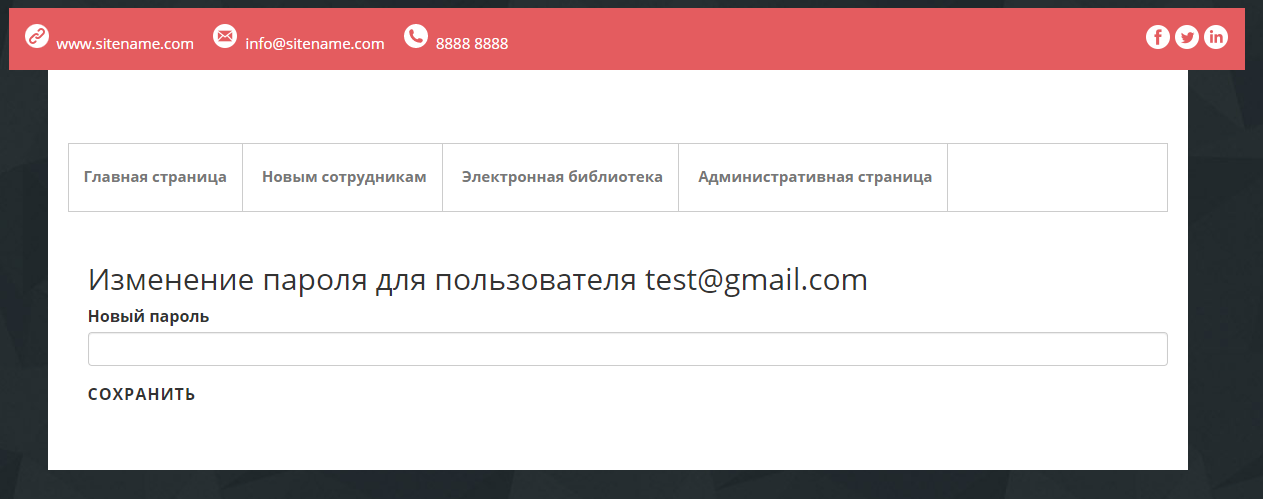 www.sitename.com info@sitename.com 8888 8888
Главная страница Новым сотрудникам Электронная библиотека Административная страница
Изменение пароля для пользователя test@gmail.com
Новый пароль
СОХРАНИТЬ